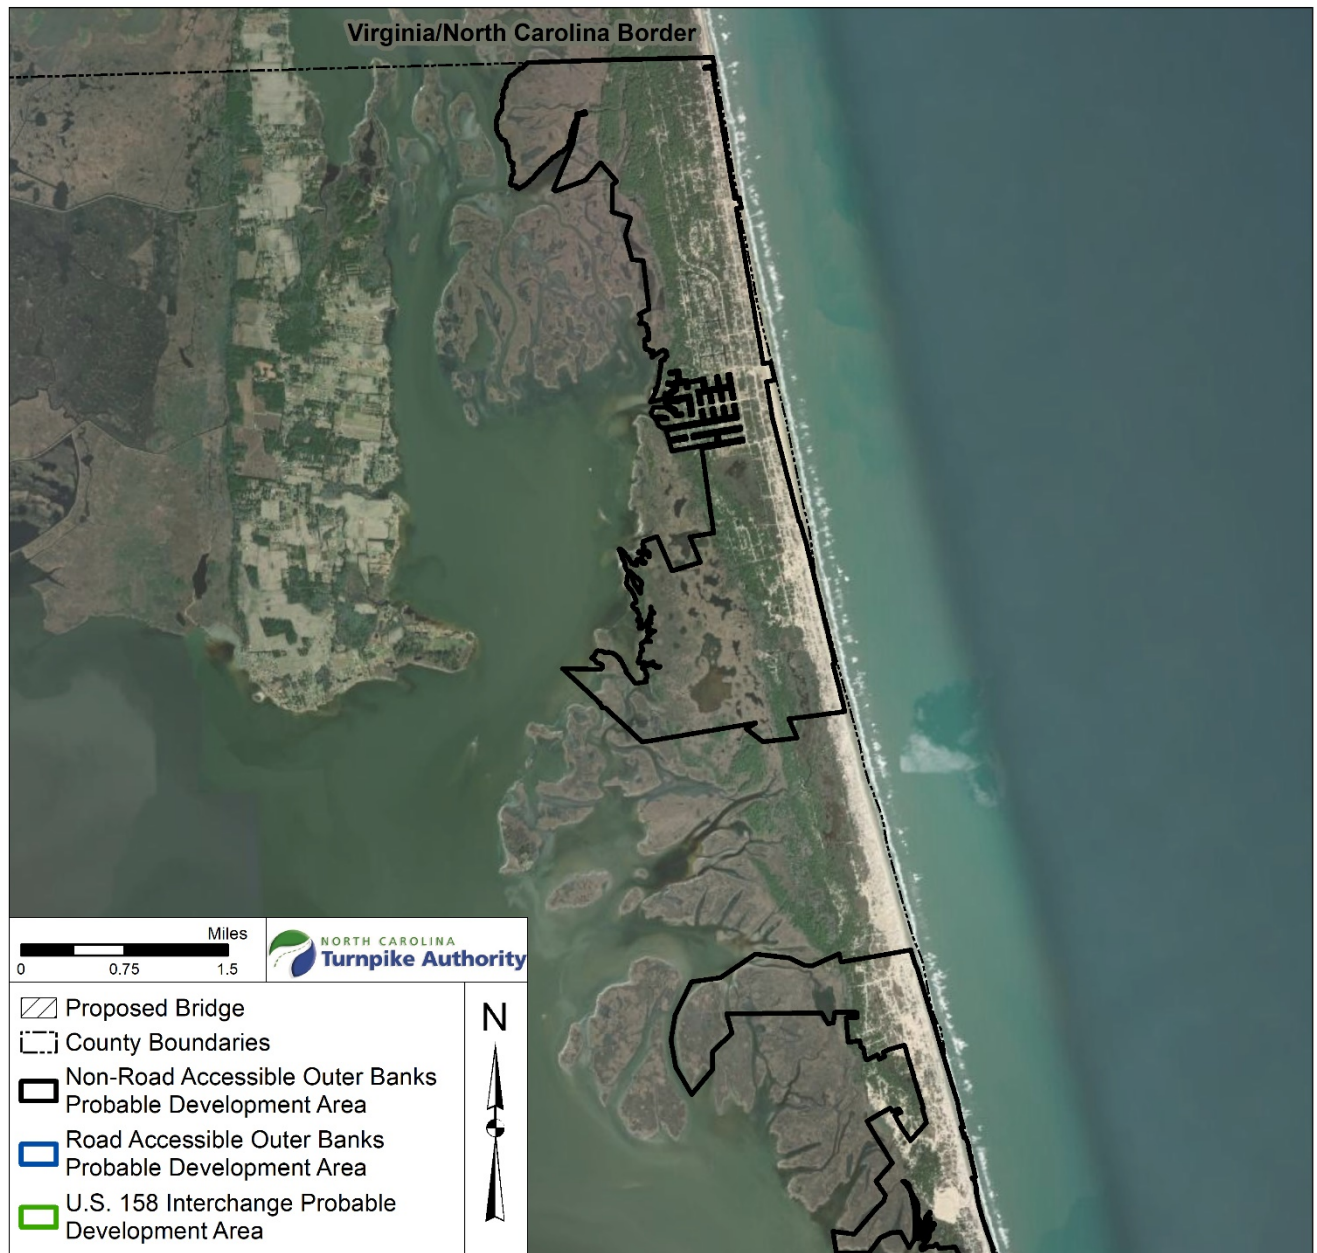 Virginia/North Carolina Border
Miles
0 0.75 1.5
NORTH CAROLINA
Turnpike Authority
Proposed Bridge
County Boundaries
Non-Road Accessible Outer Banks
Probable Development Area
Road Accessible Outer Banks
Probable Development Area
U.S. 158 Interchange Probable
Development Area
N